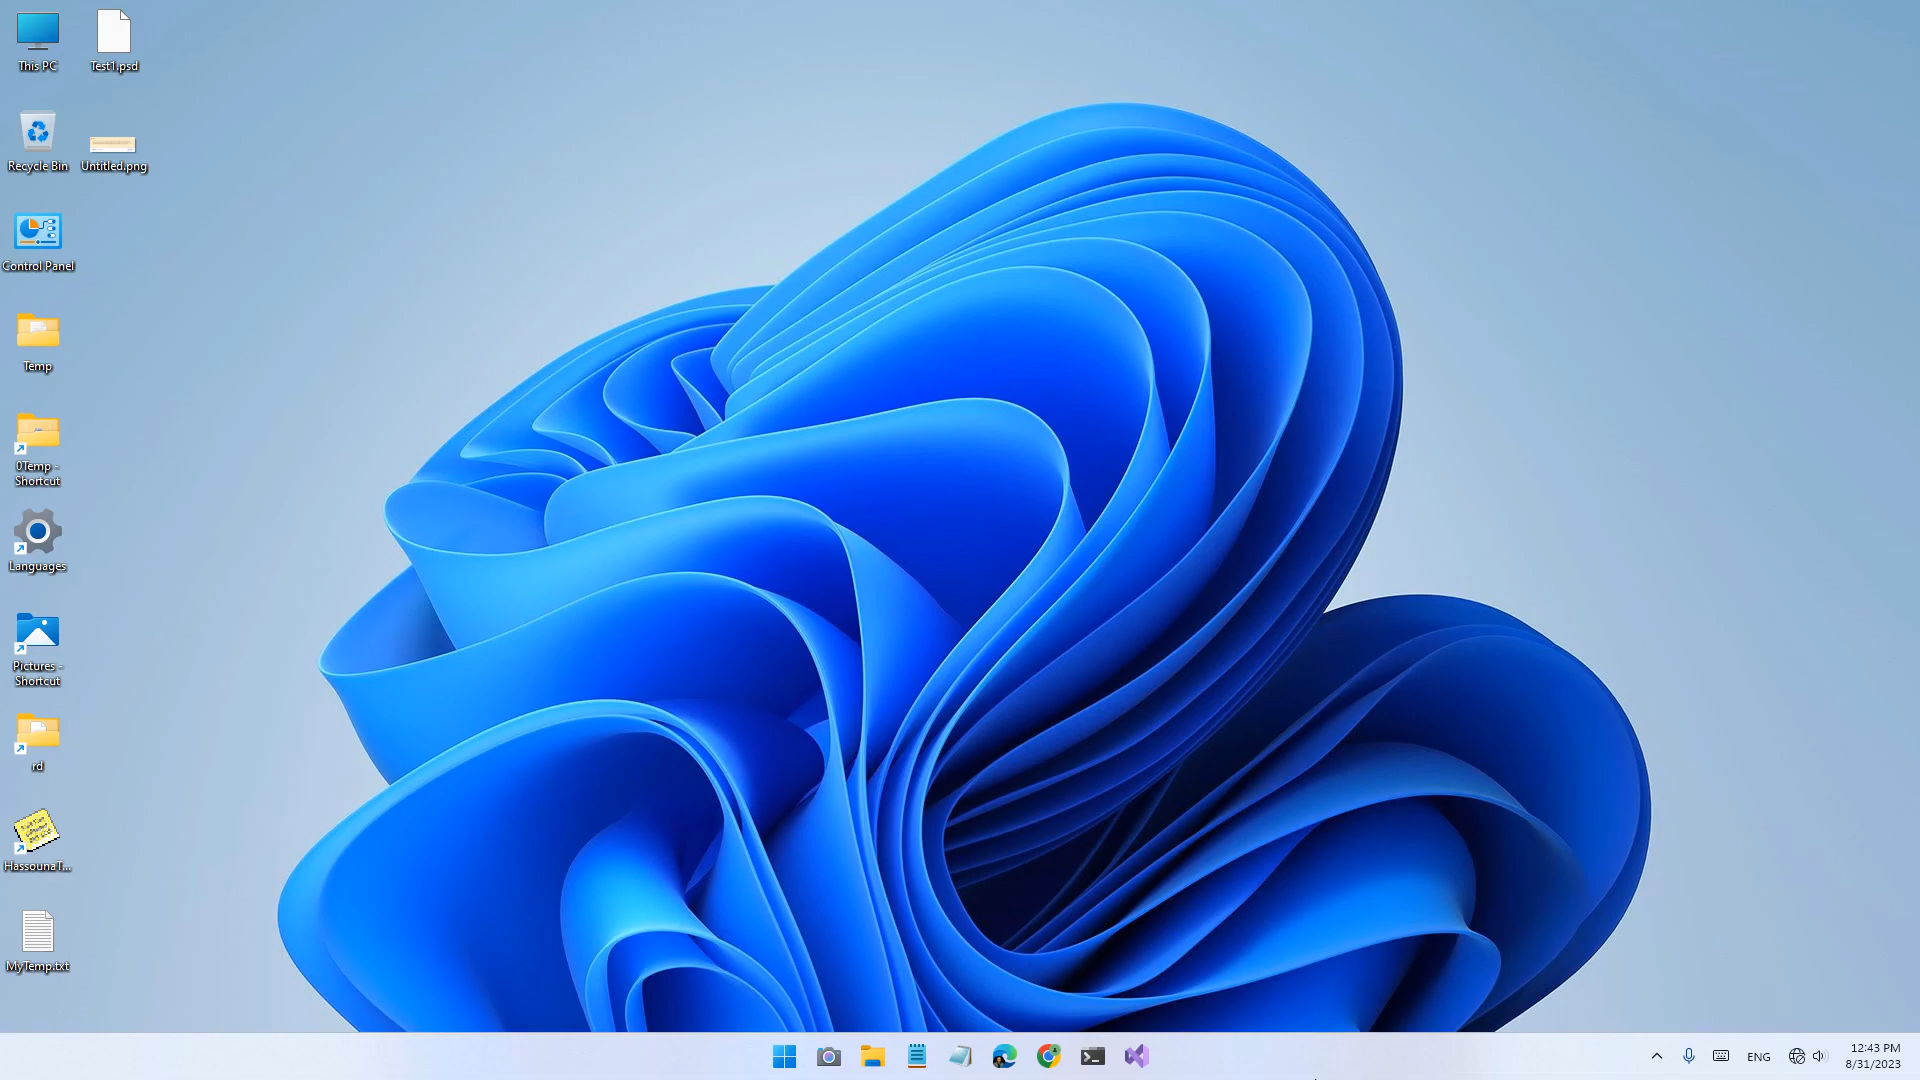 This PC
Test1.psd
Recycle Bin
Untitled.png
Control Panel
Temp
0Temp -
Shortcut
Languages
Pictures -
Shortcut
rd
HassounaT...
MyTemp.txt
ENG
12:43 PM
8/31/2023